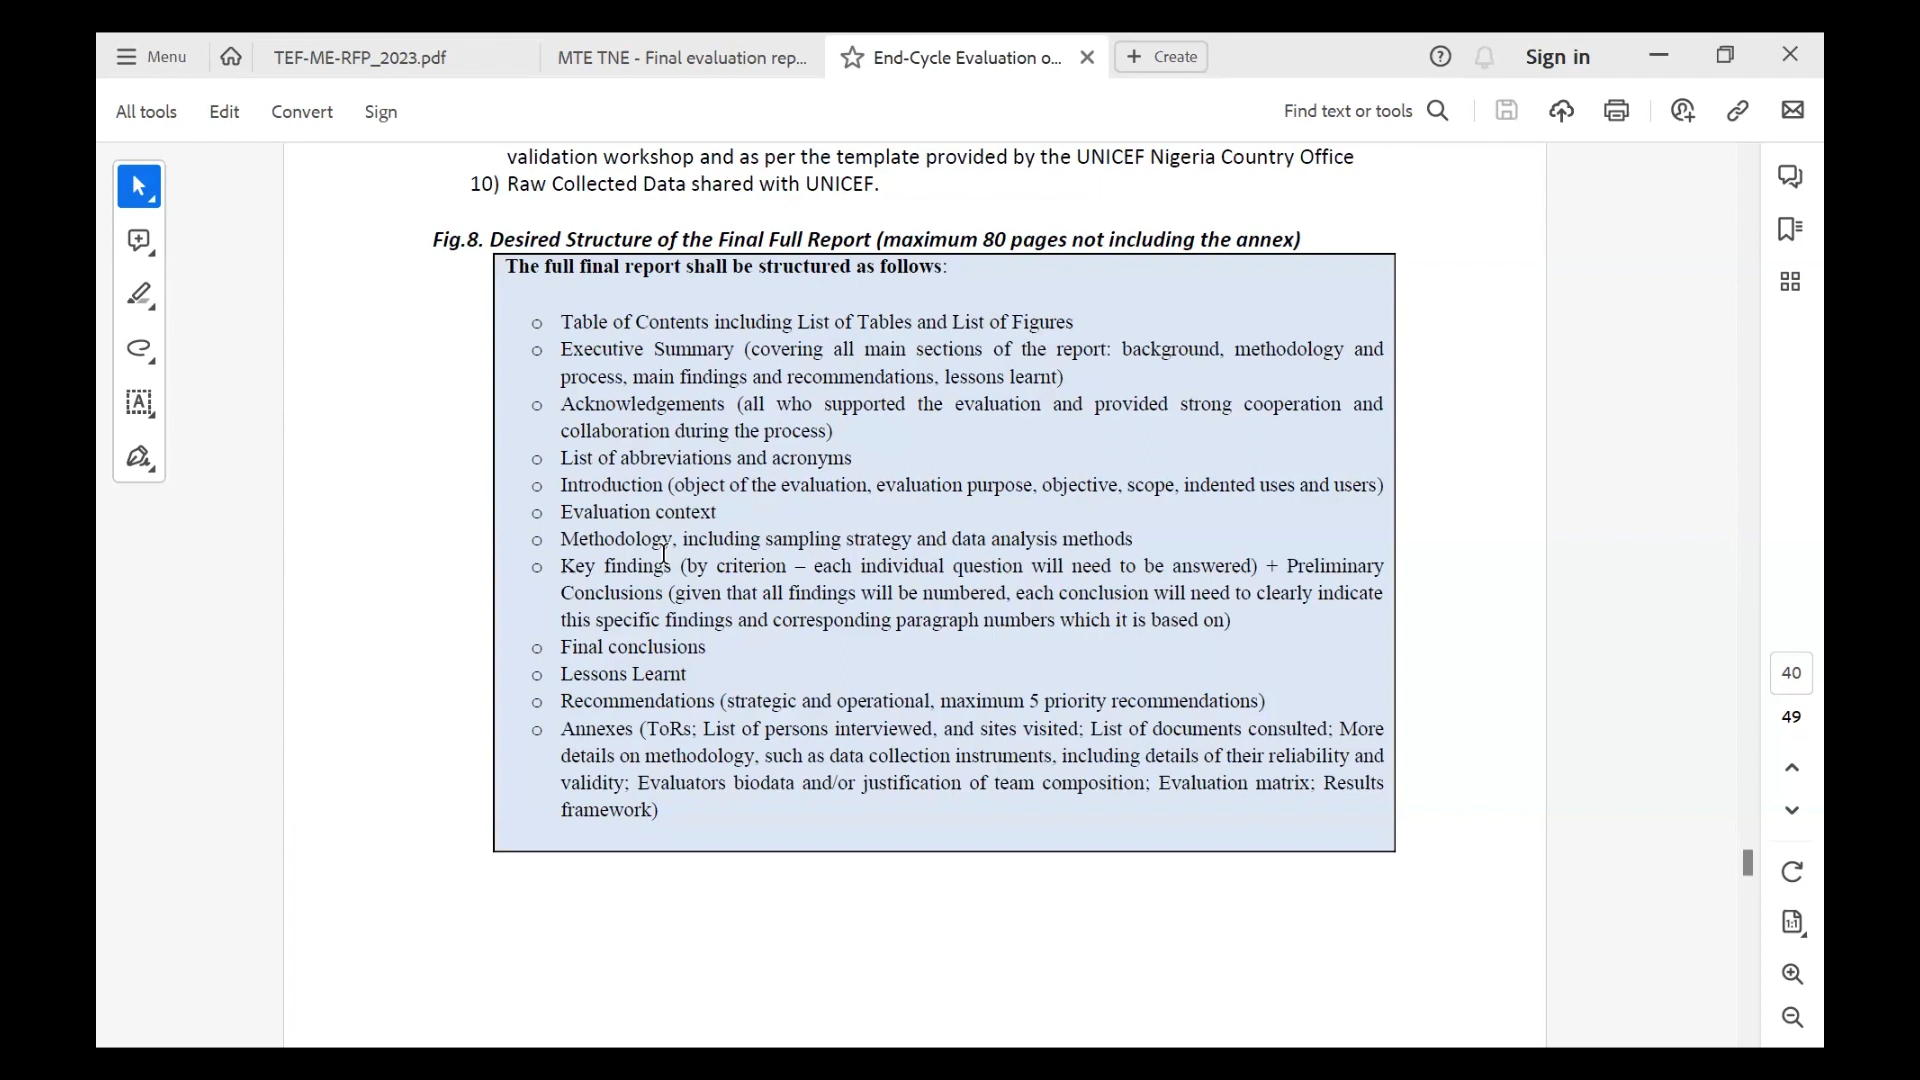 Menu
TEF-ME-RFP_2023.pdf
MTE TNE - Final evaluation rep...
End-Cycle Evaluation o...
Create
Sign in
All tools
Edit
Convert
Sign
Find text or tools
validation workshop and as per the template provided by the UNICEF Nigeria Country Office
10) Raw Collected Data shared with UNICEF.
Fig.8. Desired Structure of the Final Full Report (maximum 80 pages not including the annex)
The full final report shall be structured as follows:
o Table of Contents including List of Tables and List of Figures
o Executive Summary (covering all main sections of the report: background, methodology and
process, main findings and recommendations, lessons learnt)
o Acknowledgements (all who supported the evaluation and provided strong cooperation and
collaboration during the process)
o List of abbreviations and acronyms
o Introduction (object of the evaluation, evaluation purpose, objective, scope, indented uses and users)
o Evaluation context
o Methodology, including sampling strategy and data analysis methods
o Key findings (by criterion – each individual question will need to be answered) + Preliminary
Conclusions (given that all findings will be numbered, each conclusion will need to clearly indicate
this specific findings and corresponding paragraph numbers which it is based on)
o Final conclusions
o Lessons Learnt
o Recommendations (strategic and operational, maximum 5 priority recommendations)
o Annexes (ToRs; List of persons interviewed, and sites visited; List of documents consulted; More
details on methodology, such as data collection instruments, including details of their reliability and
validity; Evaluators biodata and/or justification of team composition; Evaluation matrix; Results
framework)
40
49
1:1